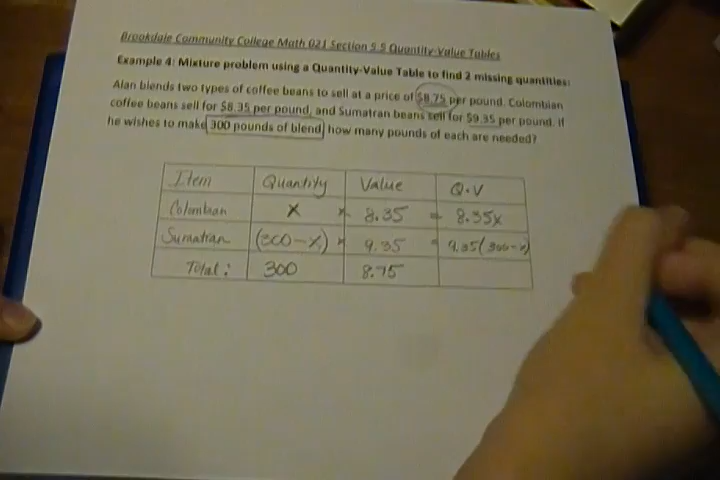 Brookdale Community College Math 021 Section 5.5 Quantity-Value Tables
Example 4: Mixture problem using a Quantity-Value Table to find 2 missing quantities:
Alan blends two types of coffee beans to sell at a price of $8.75 per pound. Colombian
coffee beans sell for $8.35 per pound, and Sumatran beans sell for $9.35 per pound. If
he wishes to make 300 pounds of blend, how many pounds of each are needed?
Item Quantity Value Q·V
Colombian x × 8.35 = 8.35x
Sumatran (300-x) × 9.35 = 9.35(300-x)
Total: 300 8.75